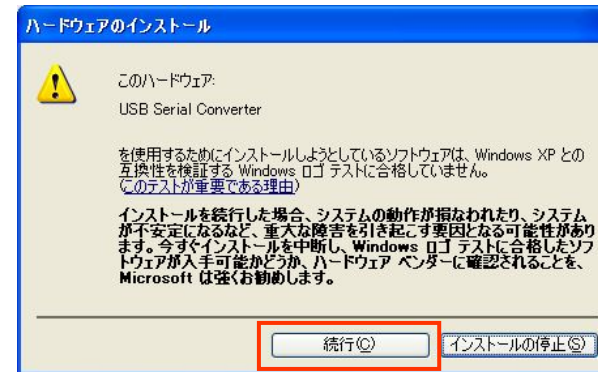 ハードウェアのインストール
このハードウェア:
USB Serial Converter
を使用するためにインストールしようとしているソフトウェアは、Windows XP との
互換性を検証する Windows ロゴ テストに合格していません。
(このテストが重要である理由)
インストールを続行した場合、システムの動作が損なわれたり、システム
が不安定になるなど、重大な障害を引き起こす要因となる可能性があり
ます。今すぐインストールを中断し、Windows ロゴ テストに合格したソフ
トウェアが入手可能かどうか、ハードウェア ベンダーに確認されることを、
Microsoft は強くお勧めします。
続行(C) インストールの停止(S)